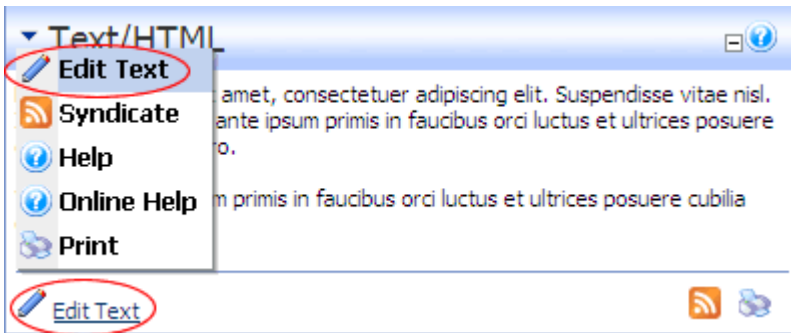 Text/HTML
Edit Text
amet, consectetuer adipiscing elit. Suspendisse vitae nisl.
Syndicate
ante ipsum primis in faucibus orci luctus et ultrices posuere
Help
Online Help
primis in faucibus orci luctus et ultrices posuere cubilia
Print
Edit Text